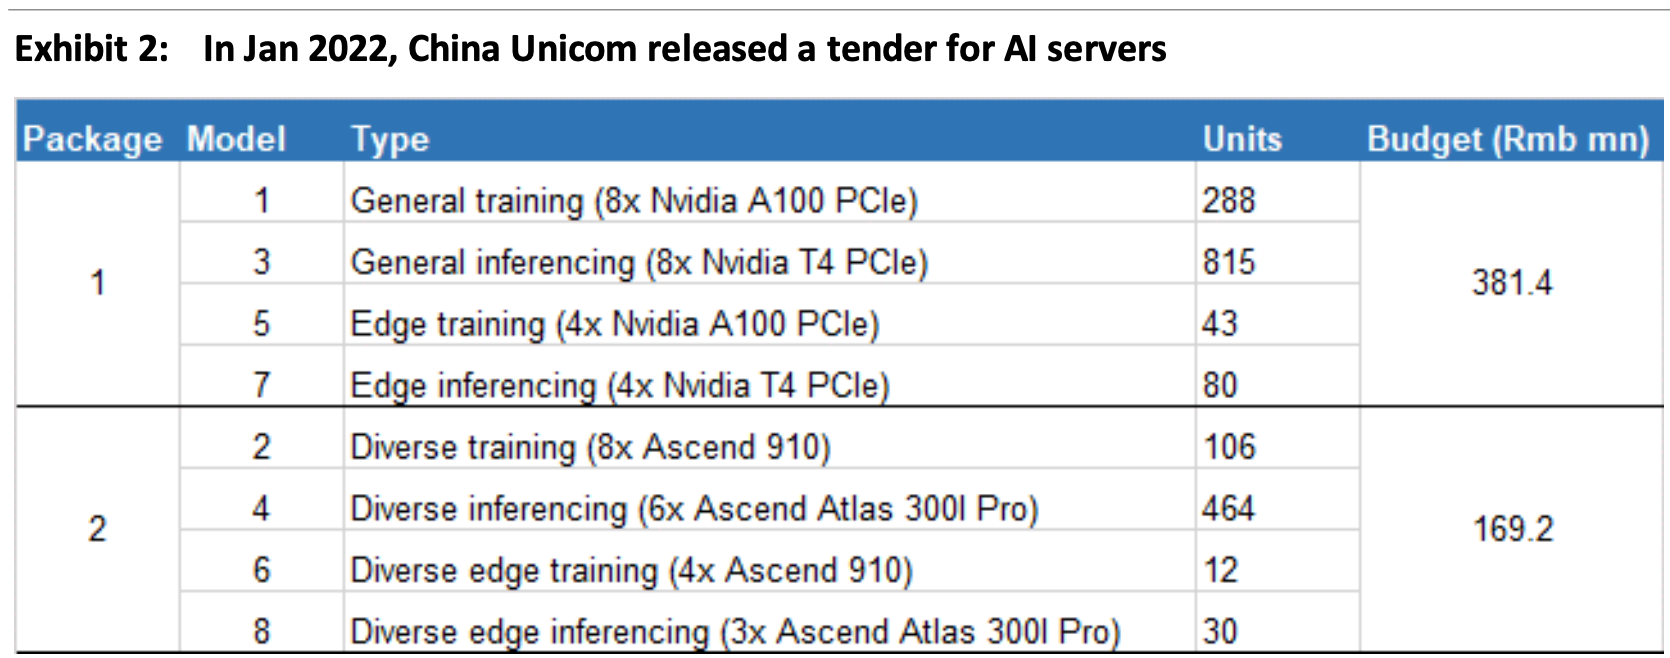 Exhibit 2: In Jan 2022, China Unicom released a tender for AI servers
Package Model Type Units Budget (Rmb mn)
1 General training (8x Nvidia A100 PCIe) 288
3 General inferencing (8x Nvidia T4 PCIe) 815
1 381.4
5 Edge training (4x Nvidia A100 PCIe) 43
7 Edge inferencing (4x Nvidia T4 PCIe) 80
2 Diverse training (8x Ascend 910) 106
4 Diverse inferencing (6x Ascend Atlas 300I Pro) 464
2 169.2
6 Diverse edge training (4x Ascend 910) 12
8 Diverse edge inferencing (3x Ascend Atlas 300I Pro) 30